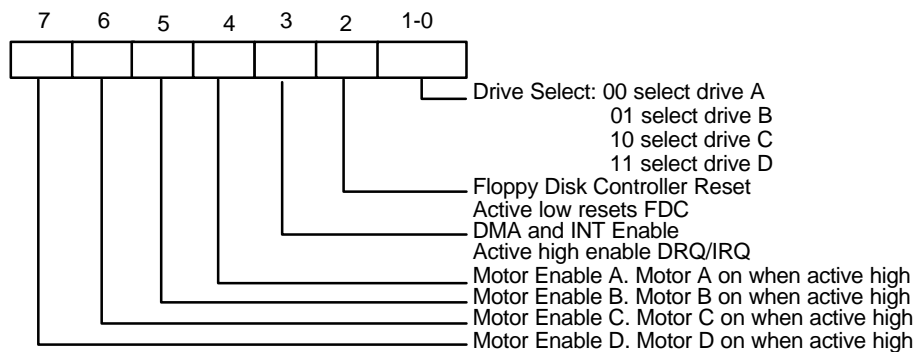 7 6 5 4 3 2 1-0
Drive Select: 00 select drive A
01 select drive B
10 select drive C
11 select drive D
Floppy Disk Controller Reset
Active low resets FDC
DMA and INT Enable
Active high enable DRQ/IRQ
Motor Enable A. Motor A on when active high
Motor Enable B. Motor B on when active high
Motor Enable C. Motor C on when active high
Motor Enable D. Motor D on when active high